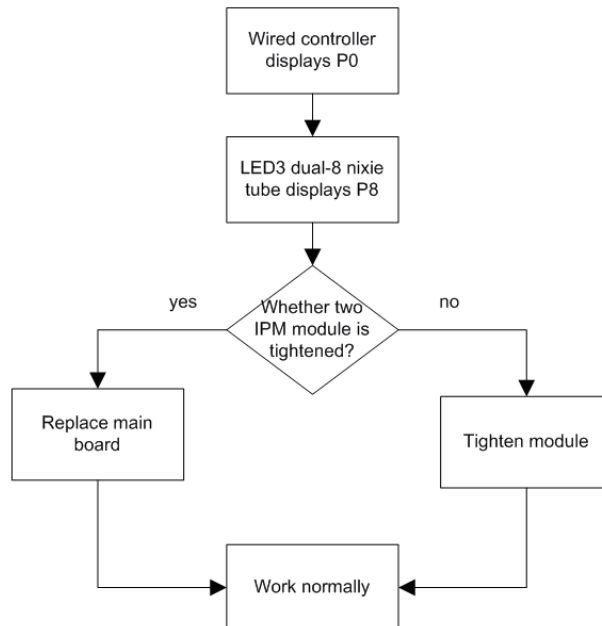 Wired controller
displays P0
LED3 dual-8 nixie
tube displays P8
yes
Whether two
IPM module is
tightened?
no
Replace main
board
Tighten module
Work normally